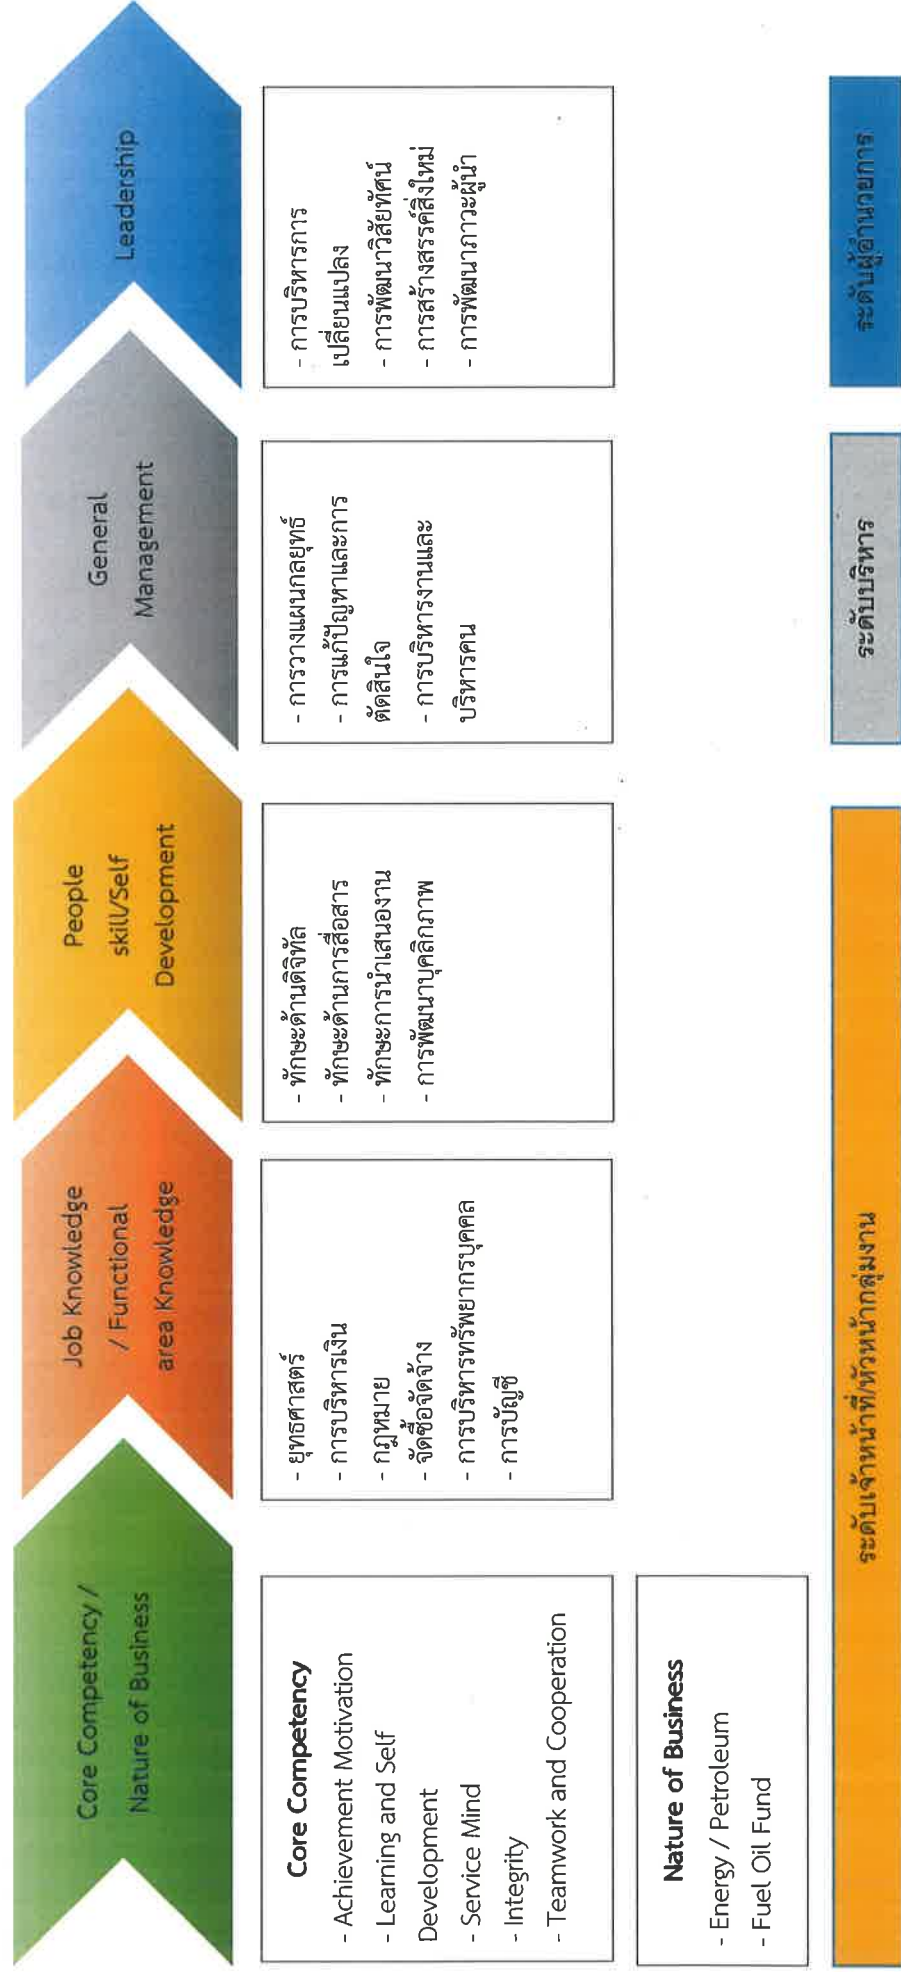 Core Competency /
Nature of Business
Job Knowledge
/ Functional
area Knowledge
People
skill/Self
Development
General
Management
Leadership
Core Competency
- Achievement Motivation
- Learning and Self
Development
- Service Mind
- Integrity
- Teamwork and Cooperation
Nature of Business
- Energy / Petroleum
- Fuel Oil Fund
- ยุทธศาสตร์
- การบริหารเงิน
- กฎหมาย
- จัดซื้อจัดจ้าง
- การบริหารทรัพยากรบุคคล
- การบัญชี
- ทักษะด้านดิจิทัล
- ทักษะด้านการสื่อสาร
- ทักษะการนำเสนองาน
- การพัฒนาบุคลิกภาพ
- การวางแผนกลยุทธ์
- การแก้ปัญหาและการ
ตัดสินใจ
- การบริหารงานและ
บริหารคน
- การบริหารการ
เปลี่ยนแปลง
- การพัฒนาวิสัยทัศน์
- การสร้างสรรค์สิ่งใหม่
- การพัฒนาภาวะผู้นำ
ระดับเจ้าหน้าที่/หัวหน้ากลุ่มงาน
ระดับบริหาร
ระดับผู้อำนวยการ